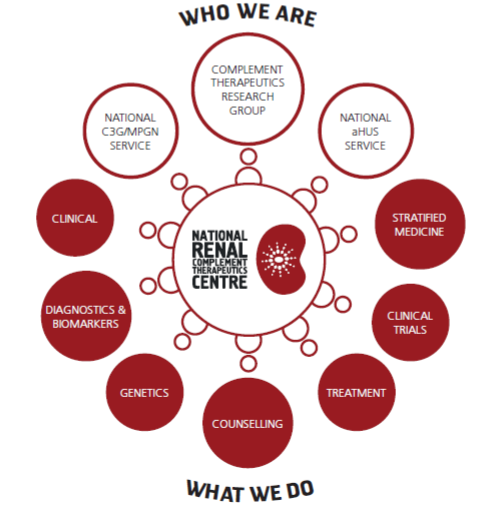 WHO WE ARE
COMPLEMENT
THERAPEUTICS
RESEARCH
GROUP
NATIONAL
C3G/MPGN
SERVICE
NATIONAL
aHUS
SERVICE
CLINICAL
STRATIFIED
MEDICINE
NATIONAL
RENAL
COMPLEMENT
THERAPEUTICS
CENTRE
DIAGNOSTICS &
BIOMARKERS
CLINICAL
TRIALS
GENETICS
TREATMENT
COUNSELLING
WHAT WE DO